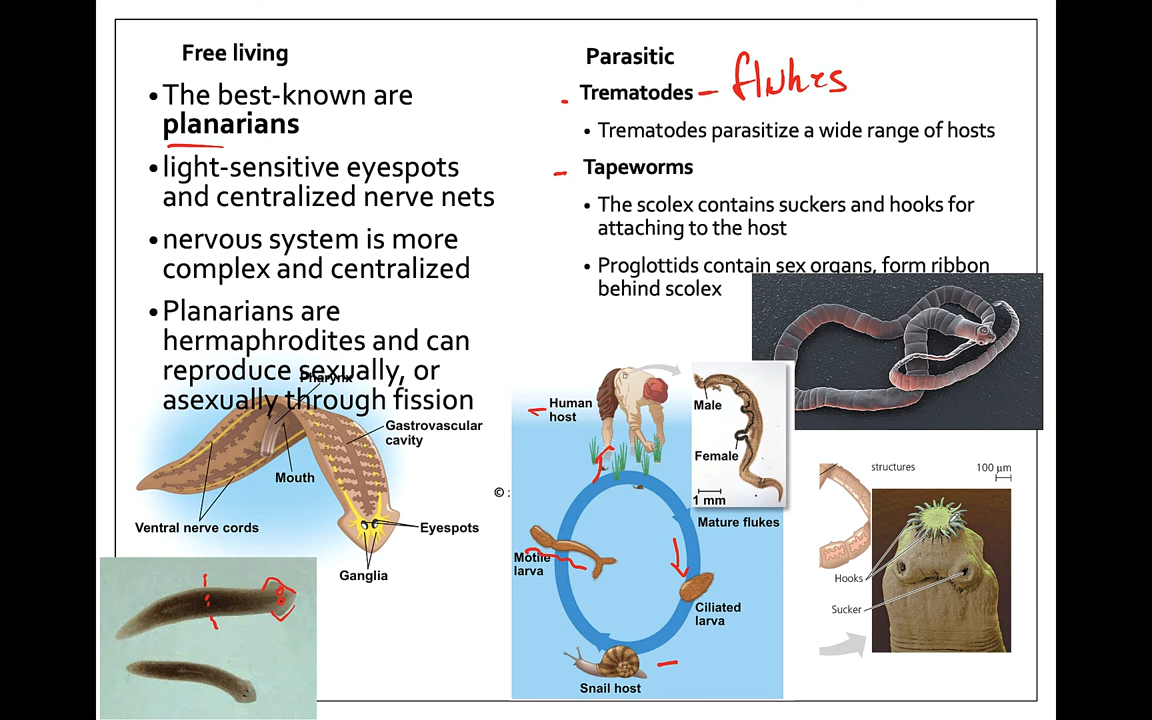 Free living
•The best-known are
planarians
•light-sensitive eyespots
and centralized nerve nets
•nervous system is more
complex and centralized
•Planarians are
hermaphrodites and can
reproduce sexually, or
asexually through fission
Pharynx
Gastrovascular
cavity
Mouth
Ventral nerve cords
Eyespots
Ganglia
Parasitic
Trematodes – flukes
• Trematodes parasitize a wide range of hosts
Tapeworms
• The scolex contains suckers and hooks for
attaching to the host
• Proglottids contain sex organs, form ribbon
behind scolex
Human
host
Male
Female
1 mm
Mature flukes
Motile
larva
Ciliated
larva
Snail host
©
structures
100 µm
Hooks
Sucker